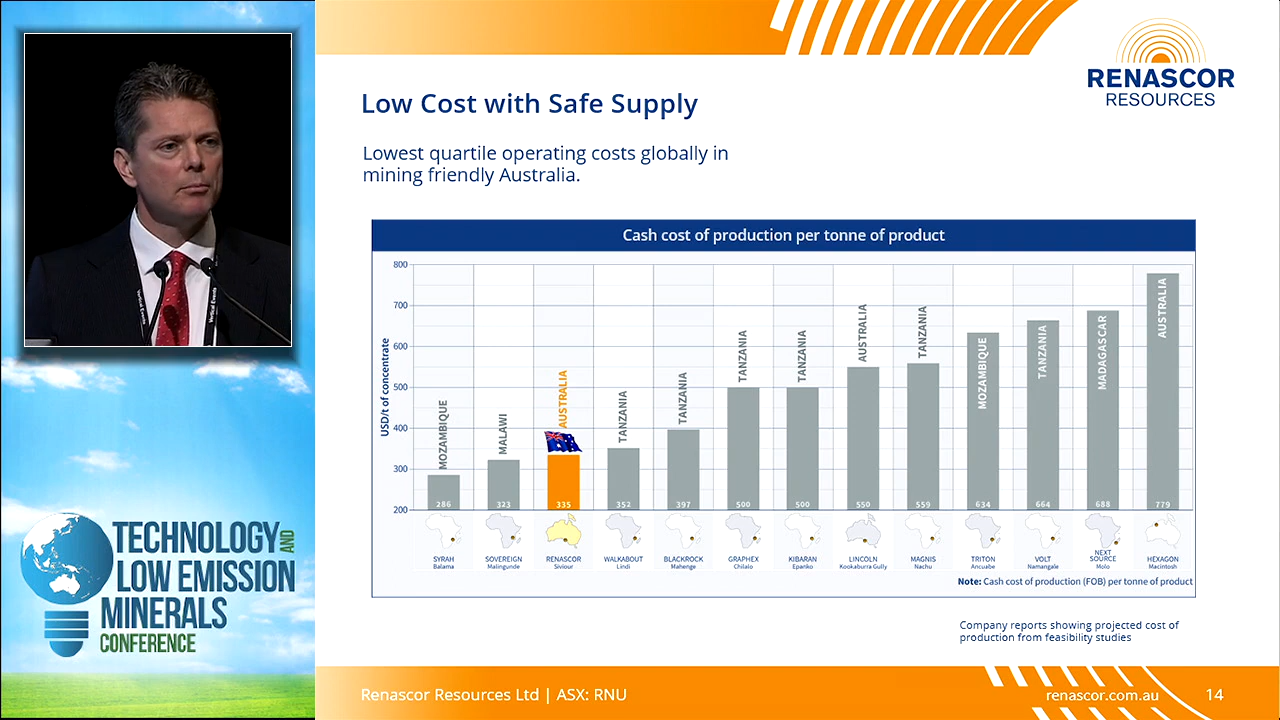 RENASCOR
RESOURCES
Low Cost with Safe Supply
Lowest quartile operating costs globally in
mining friendly Australia.
Cash cost of production per tonne of product
USD/t of concentrate
800
700
600
500
400
300
200
MOZAMBIQUE
MALAWI
AUSTRALIA
TANZANIA
TANZANIA
TANZANIA
TANZANIA
AUSTRALIA
TANZANIA
MOZAMBIQUE
TANZANIA
MADAGASCAR
AUSTRALIA
286
323
335
352
397
500
500
550
559
634
664
688
779
SYRAH
Balama
SOVEREIGN
Malingunde
RENASCOR
Siviour
WALKABOUT
Lindi
BLACKROCK
Mahenge
GRAPHEX
Chilalo
KIBARAN
Epanko
LINCOLN
Kookaburra Gully
MAGNIS
Nachu
TRITON
Ancuabe
VOLT
Namangale
NEXT
SOURCE
Molo
HEXAGON
Macintosh
Note: Cash cost of production (FOB) per tonne of product
Company reports showing projected cost of
production from feasibility studies
Renascor Resources Ltd | ASX: RNU
renascor.com.au
14
Vertical Events
Vertical Events
TECHNOLOGY AND
LOW EMISSION
MINERALS
CONFERENCE